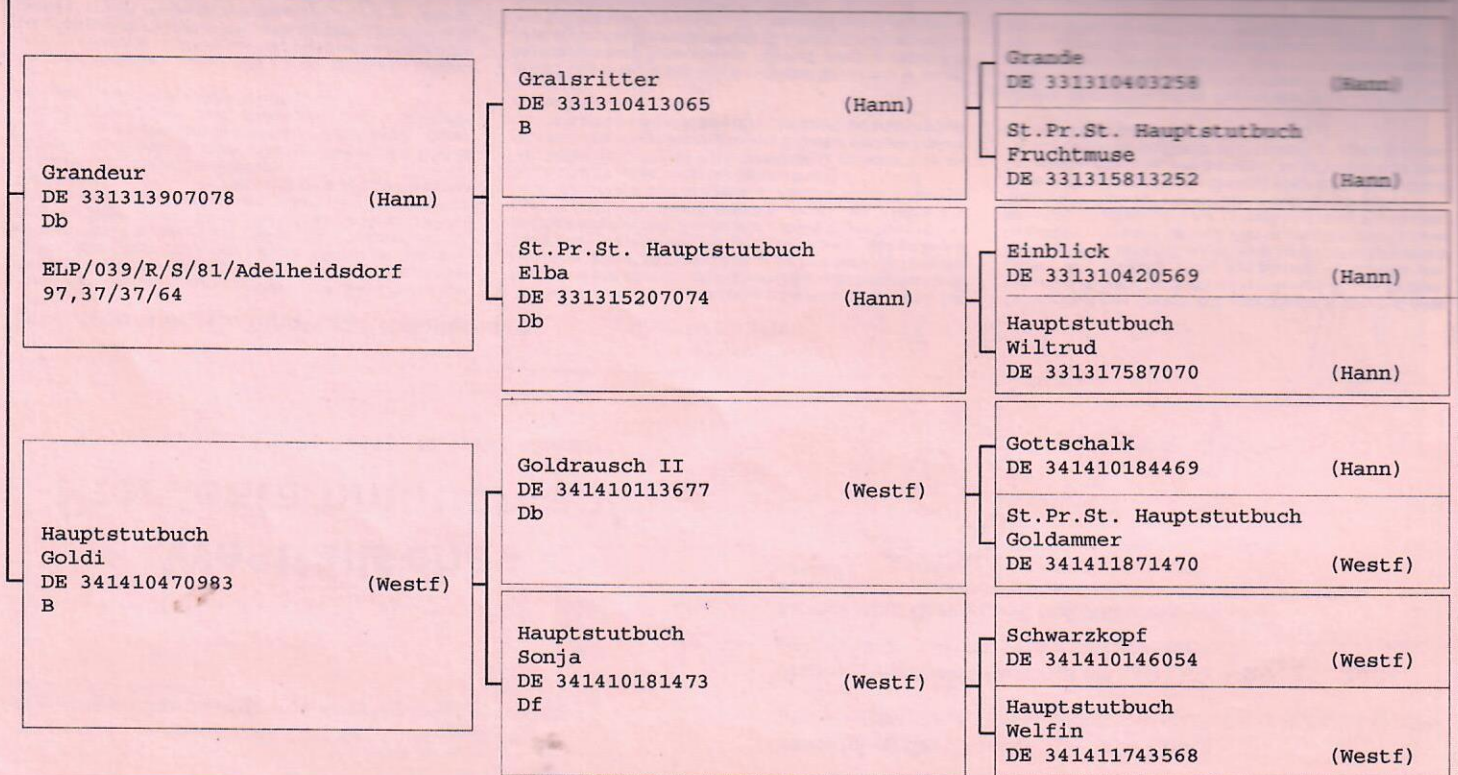 Grandeur
DE 331313907078 (Hann)
Db
ELP/039/R/S/81/Adelheidsdorf
97,37/37/64
Hauptstutbuch
Goldi
DE 341410470983 (Westf)
B
Gralsritter
DE 331310413065 (Hann)
B
St.Pr.St. Hauptstutbuch
Elba
DE 331315207074 (Hann)
Db
Goldrausch II
DE 341410113677 (Westf)
Db
Hauptstutbuch
Sonja
DE 341410181473 (Westf)
Df
Grande
DE 331310403258 (Hann)
St.Pr.St. Hauptstutbuch
Fruchtmuse
DE 331315813252 (Hann)
Einblick
DE 331310420569 (Hann)
Hauptstutbuch
Wiltrud
DE 331317587070 (Hann)
Gottschalk
DE 341410184469 (Hann)
St.Pr.St. Hauptstutbuch
Goldammer
DE 341411871470 (Westf)
Schwarzkopf
DE 341410146054 (Westf)
Hauptstutbuch
Welfin
DE 341411743568 (Westf)